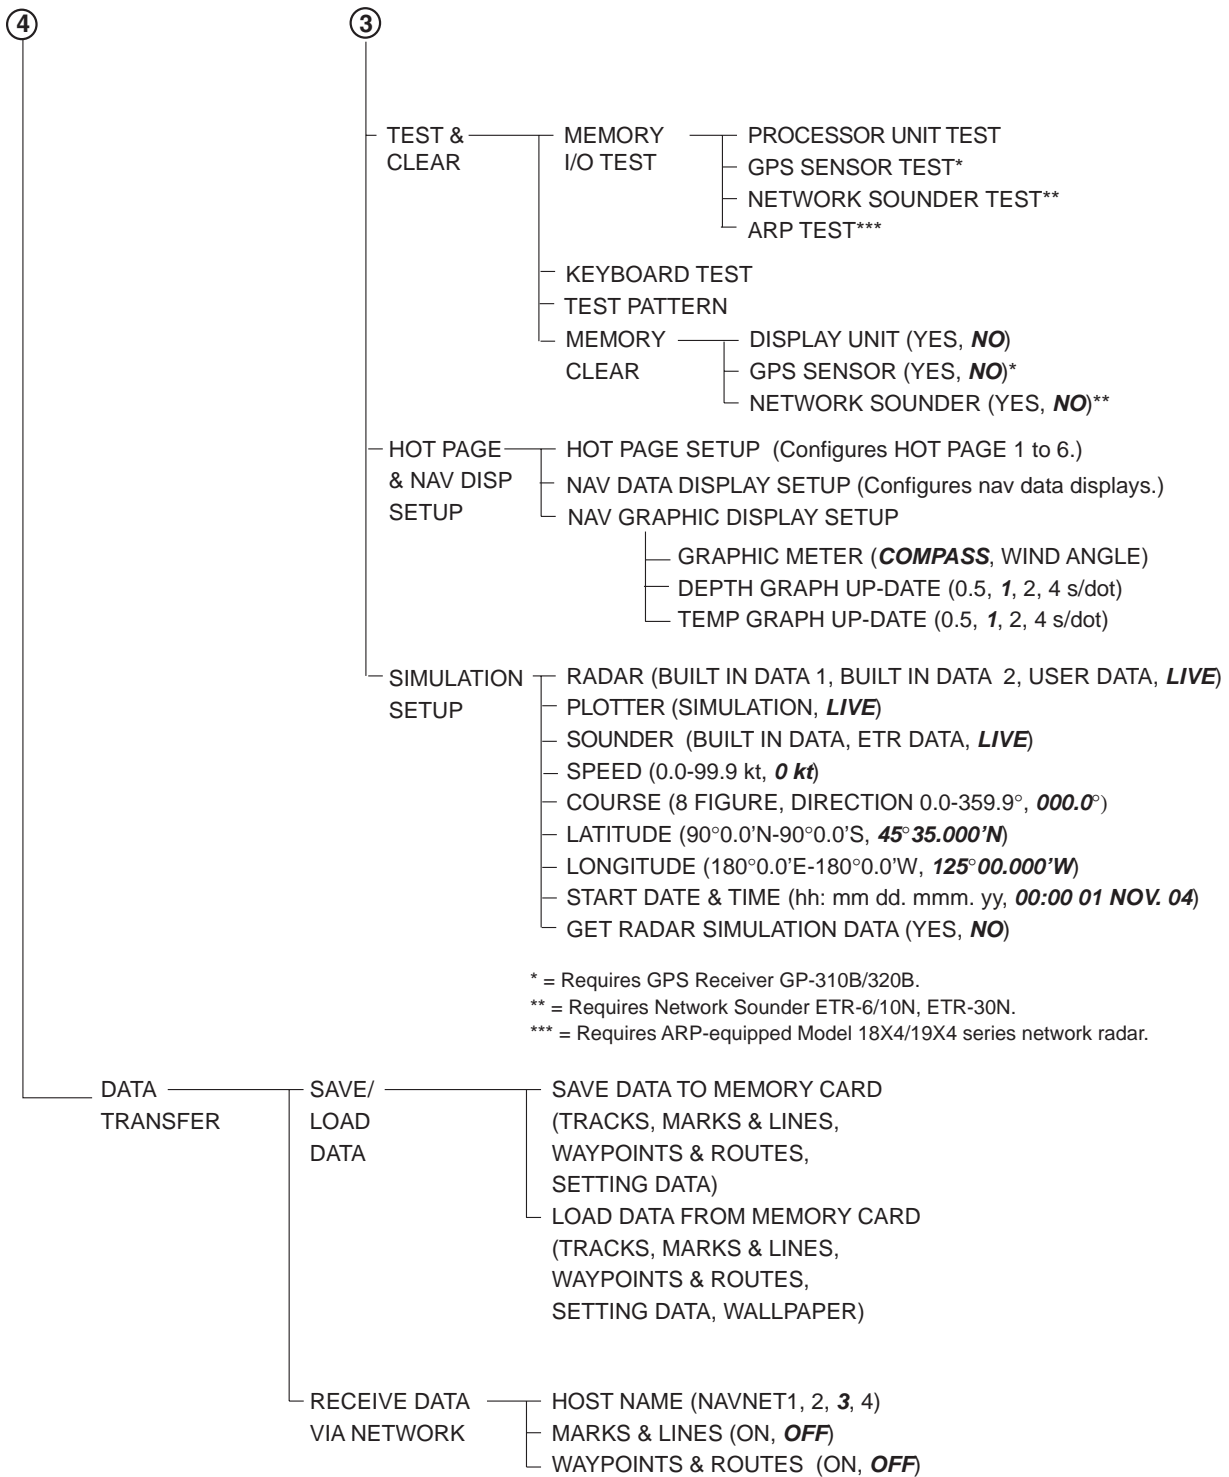 4
3
TEST &
CLEAR
MEMORY
I/O TEST
PROCESSOR UNIT TEST
GPS SENSOR TEST*
NETWORK SOUNDER TEST**
ARP TEST***
KEYBOARD TEST
TEST PATTERN
MEMORY
CLEAR
DISPLAY UNIT (YES, NO)
GPS SENSOR (YES, NO)*
NETWORK SOUNDER (YES, NO)**
HOT PAGE
& NAV DISP
SETUP
HOT PAGE SETUP (Configures HOT PAGE 1 to 6.)
NAV DATA DISPLAY SETUP (Configures nav data displays.)
NAV GRAPHIC DISPLAY SETUP
GRAPHIC METER (COMPASS, WIND ANGLE)
DEPTH GRAPH UP-DATE (0.5, 1, 2, 4 s/dot)
TEMP GRAPH UP-DATE (0.5, 1, 2, 4 s/dot)
SIMULATION
SETUP
RADAR (BUILT IN DATA 1, BUILT IN DATA 2, USER DATA, LIVE)
PLOTTER (SIMULATION, LIVE)
SOUNDER (BUILT IN DATA, ETR DATA, LIVE)
SPEED (0.0-99.9 kt, 0 kt)
COURSE (8 FIGURE, DIRECTION 0.0-359.9°, 000.0°)
LATITUDE (90°0.0’N-90°0.0’S, 45°35.000’N)
LONGITUDE (180°0.0’E-180°0.0’W, 125°00.000’W)
START DATE & TIME (hh: mm dd. mmm. yy, 00:00 01 NOV. 04)
GET RADAR SIMULATION DATA (YES, NO)
* = Requires GPS Receiver GP-310B/320B.
** = Requires Network Sounder ETR-6/10N, ETR-30N.
*** = Requires ARP-equipped Model 18X4/19X4 series network radar.
DATA
TRANSFER
SAVE/
LOAD
DATA
SAVE DATA TO MEMORY CARD
(TRACKS, MARKS & LINES,
WAYPOINTS & ROUTES,
SETTING DATA)
LOAD DATA FROM MEMORY CARD
(TRACKS, MARKS & LINES,
WAYPOINTS & ROUTES,
SETTING DATA, WALLPAPER)
RECEIVE DATA
VIA NETWORK
HOST NAME (NAVNET1, 2, 3, 4)
MARKS & LINES (ON, OFF)
WAYPOINTS & ROUTES (ON, OFF)